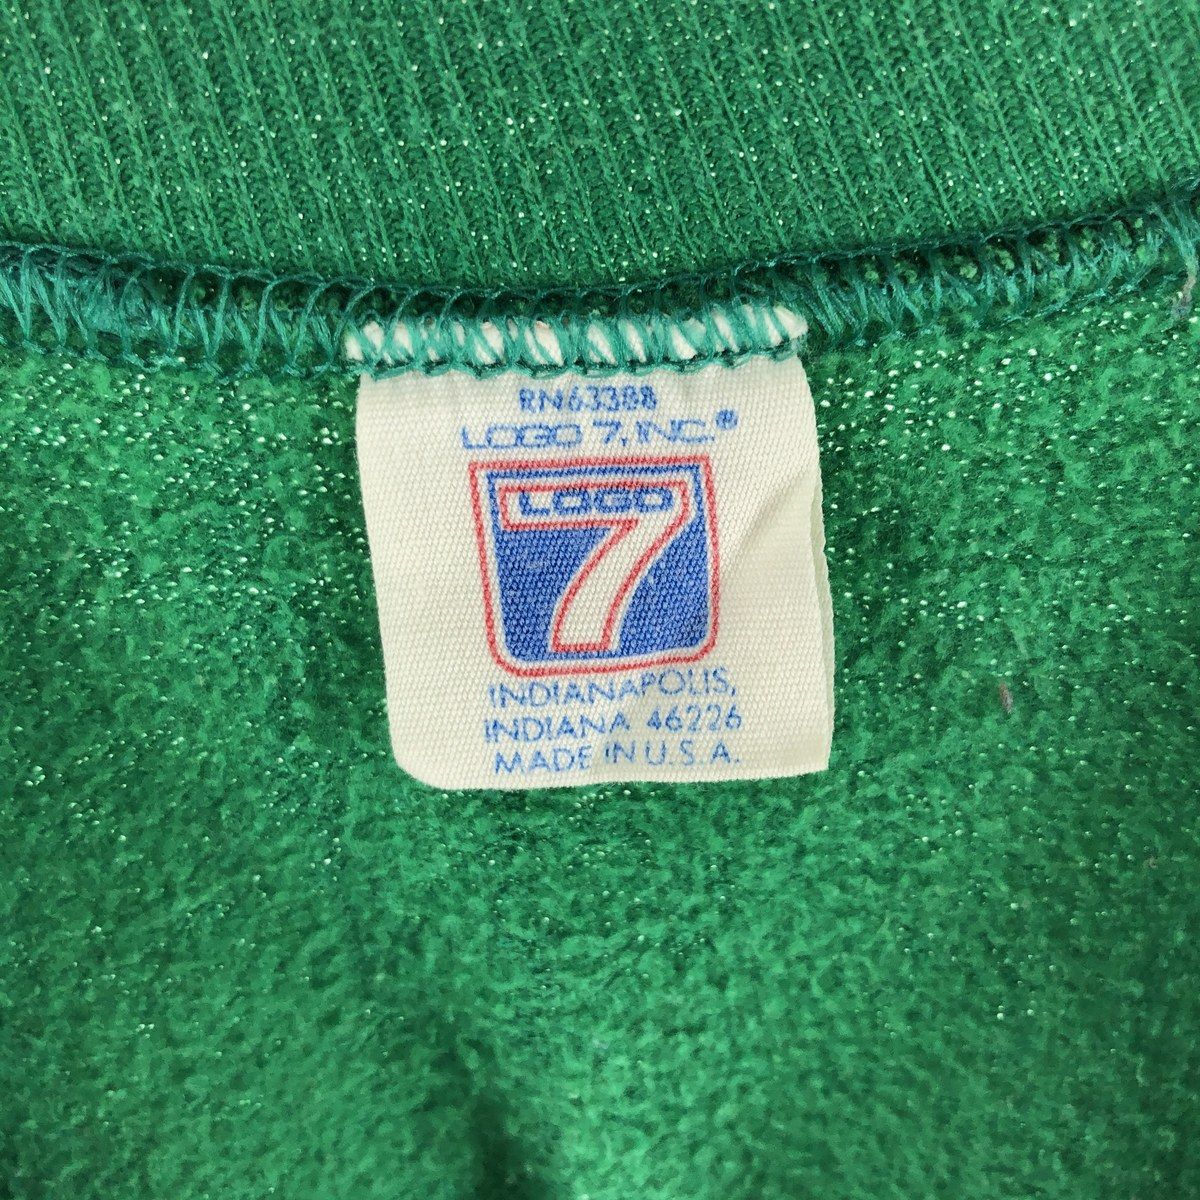 RN63388
LOGO 7, INC.®
LOGO
7
INDIANAPOLIS,
INDIANA 46226
MADE IN U.S.A.